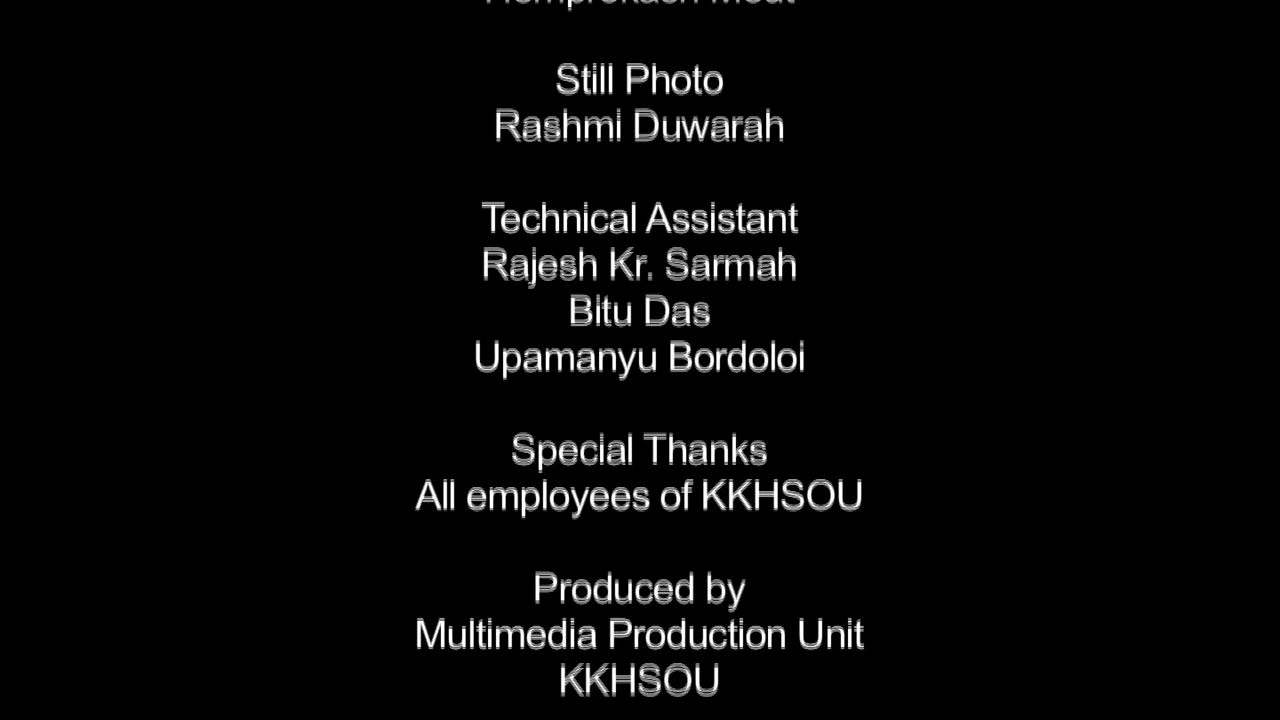 Still Photo
Rashmi Duwarah
Technical Assistant
Rajesh Kr. Sarmah
Bitu Das
Upamanyu Bordoloi
Special Thanks
All employees of KKHSOU
Produced by
Multimedia Production Unit
KKHSOU